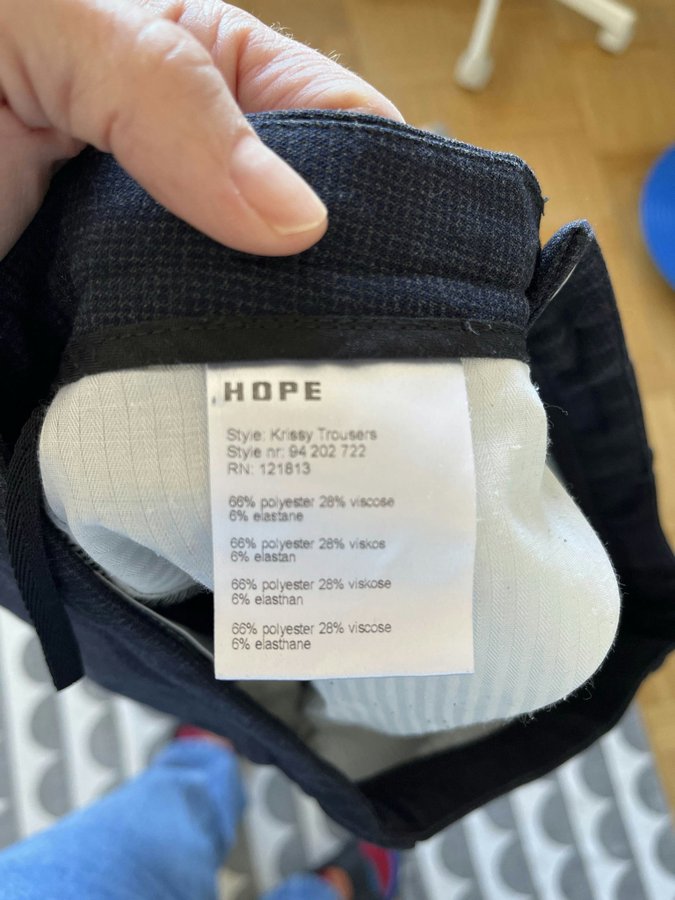 HOPE
Style: Krissy Trousers
Style nr: 94 202 722
RN: 121813
66% polyester 28% viscose
6% elastane
66% polyester 28% viskos
6% elastan
66% polyester 28% viskose
6% elasthan
66% polyester 28% viscose
6% elasthane